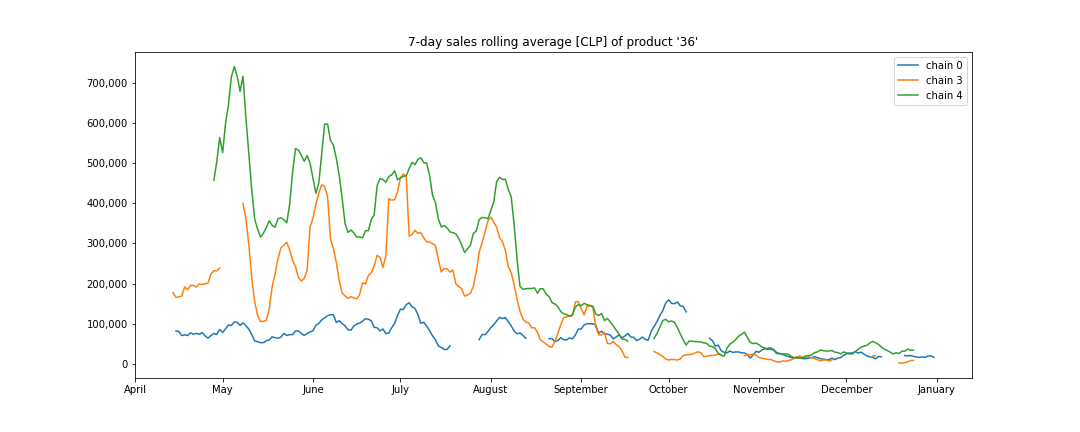 7-day sales rolling average [CLP] of product '36'
chain 0
chain 3
chain 4
700,000
600,000
500,000
400,000
300,000
200,000
100,000
0
April May June July August September October November December January